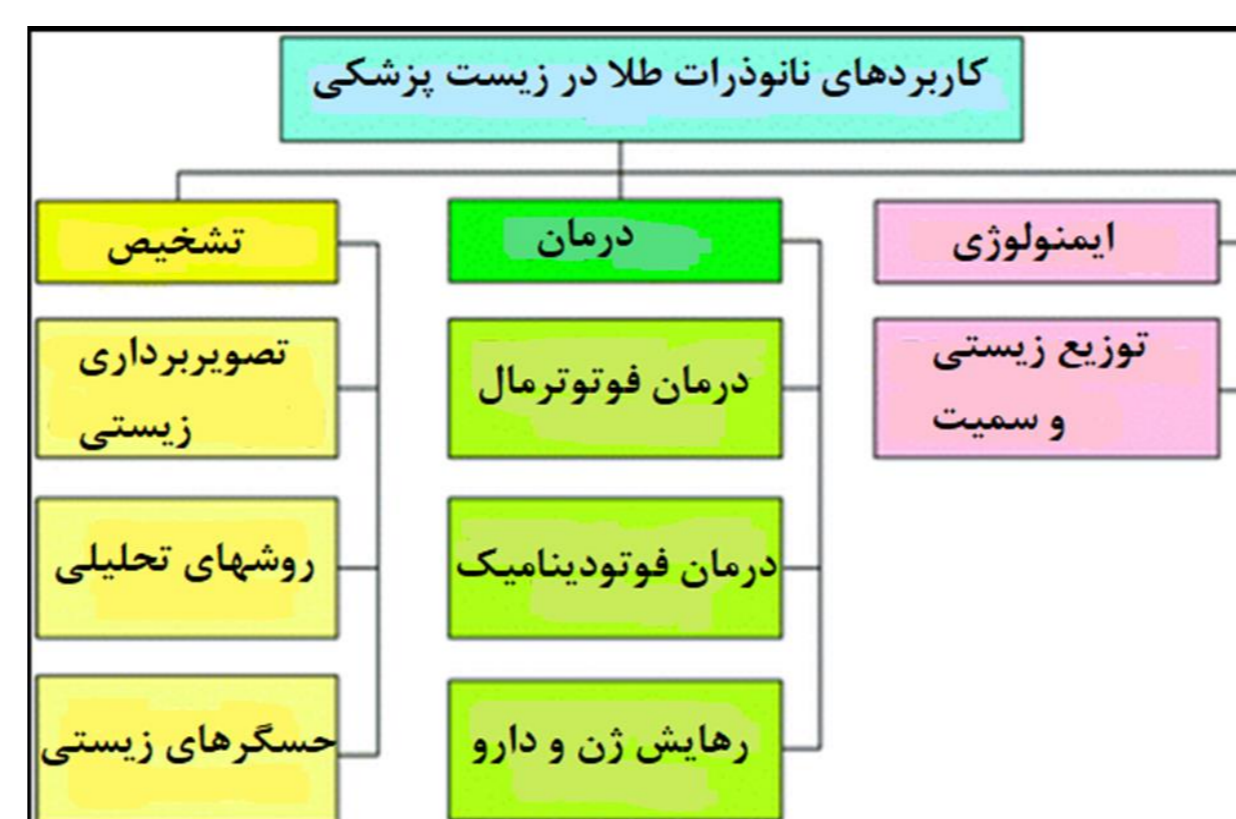 کاربردهای نانوذرات طلا در زیست پزشکی
تشخیص
تصویربرداری
زیستی
روشهای تحلیلی
حسگرهای زیستی
درمان
درمان فوتوترمال
درمان فوتودینامیک
رهایش ژن و دارو
ایمنولوژی
توزیع زیستی
و سمیت